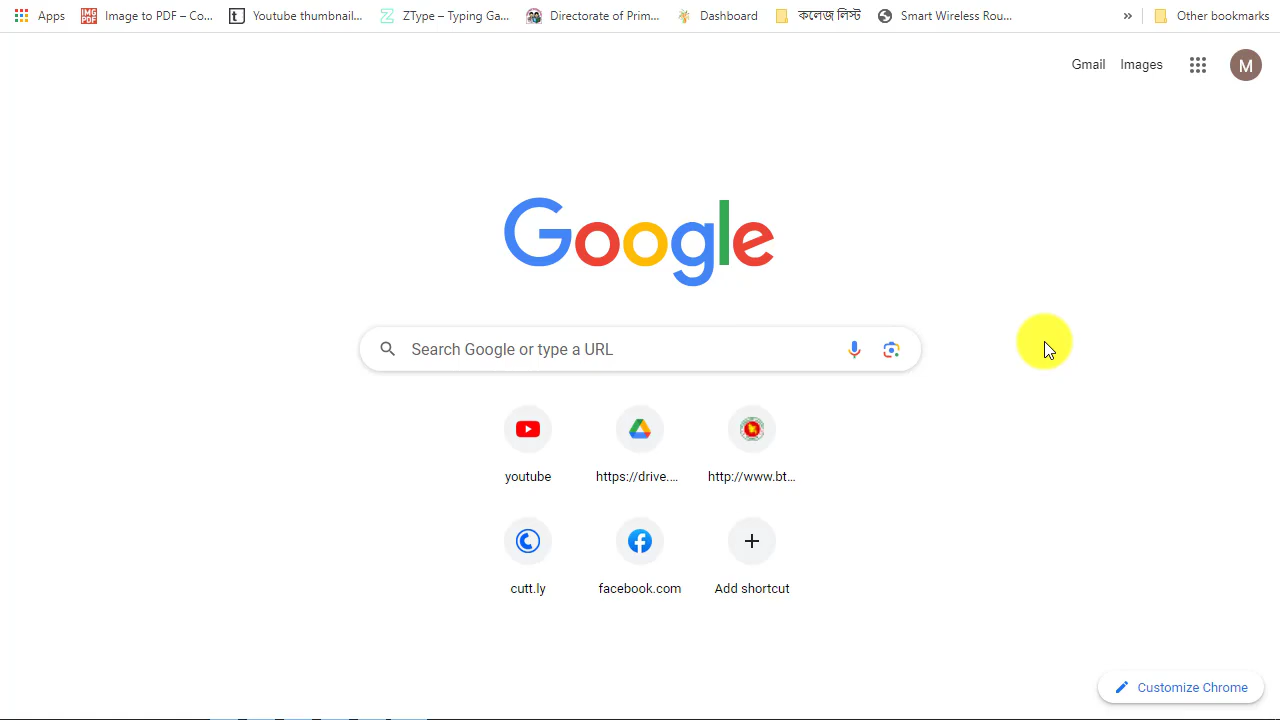 Apps Image to PDF – Co... Youtube thumbnail... ZType – Typing Ga... Directorate of Prim... Dashboard কলেজ লিস্ট Smart Wireless Rou... » Other bookmarks
Gmail Images M
Google
Search Google or type a URL
youtube https://drive.... http://www.bt...
cutt.ly facebook.com Add shortcut
Customize Chrome